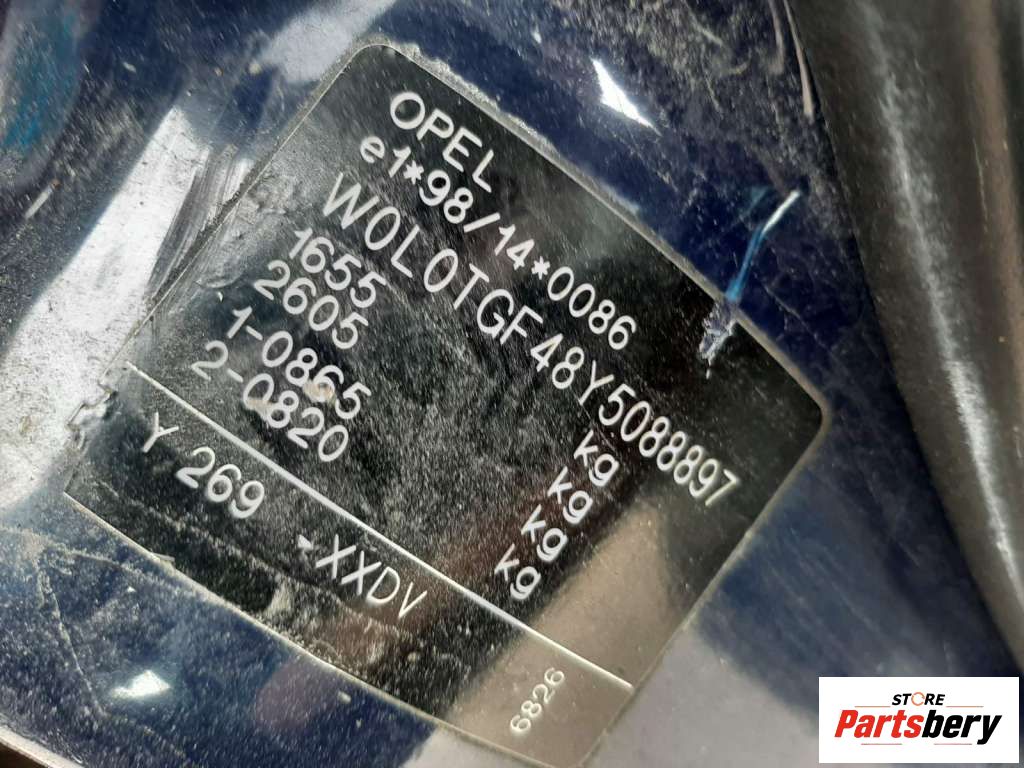 OPEL
e1*98/14*0086
W0L0TGF48Y5088897
1655 kg
2605 kg
1-0865 kg
2-0820 kg
Y 269 -XXDV
6826
STORE
Partsbery